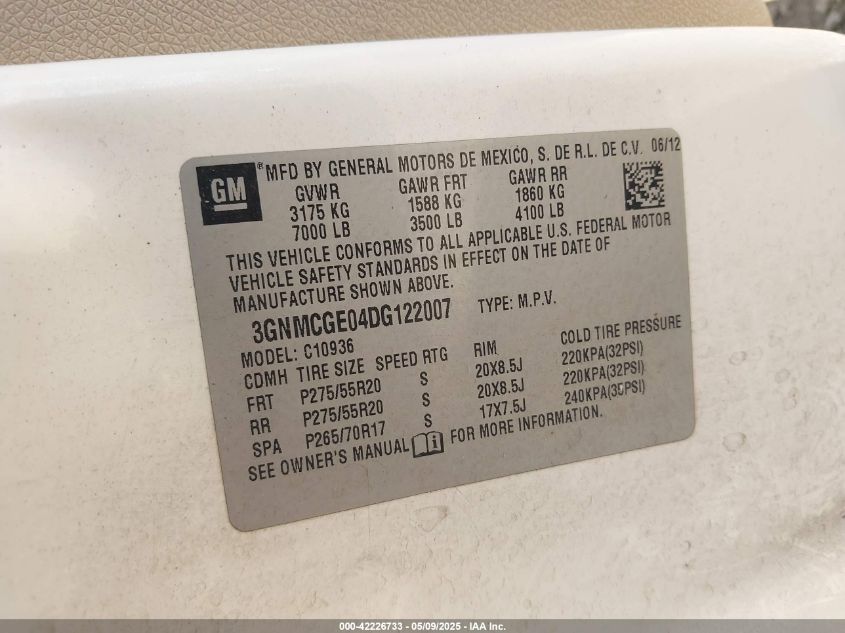 GM ® MFD BY GENERAL MOTORS DE MEXICO, S. DE R.L. DE C.V. 06/12
GVWR GAWR FRT GAWR RR
3175 KG 1588 KG 1860 KG
7000 LB 3500 LB 4100 LB
THIS VEHICLE CONFORMS TO ALL APPLICABLE U.S. FEDERAL MOTOR
VEHICLE SAFETY STANDARDS IN EFFECT ON THE DATE OF
MANUFACTURE SHOWN ABOVE.
3GNMCGE04DG122007 TYPE: M.P.V.
MODEL: C10936
CDMH TIRE SIZE SPEED RTG RIM COLD TIRE PRESSURE
FRT P275/55R20 S 20X8.5J 220KPA(32PSI)
RR P275/55R20 S 20X8.5J 220KPA(32PSI)
SPA P265/70R17 S 17X7.5J 240KPA(35PSI)
SEE OWNER'S MANUAL i FOR MORE INFORMATION.
000-42226733 — 05/09/2025 — IAA Inc.